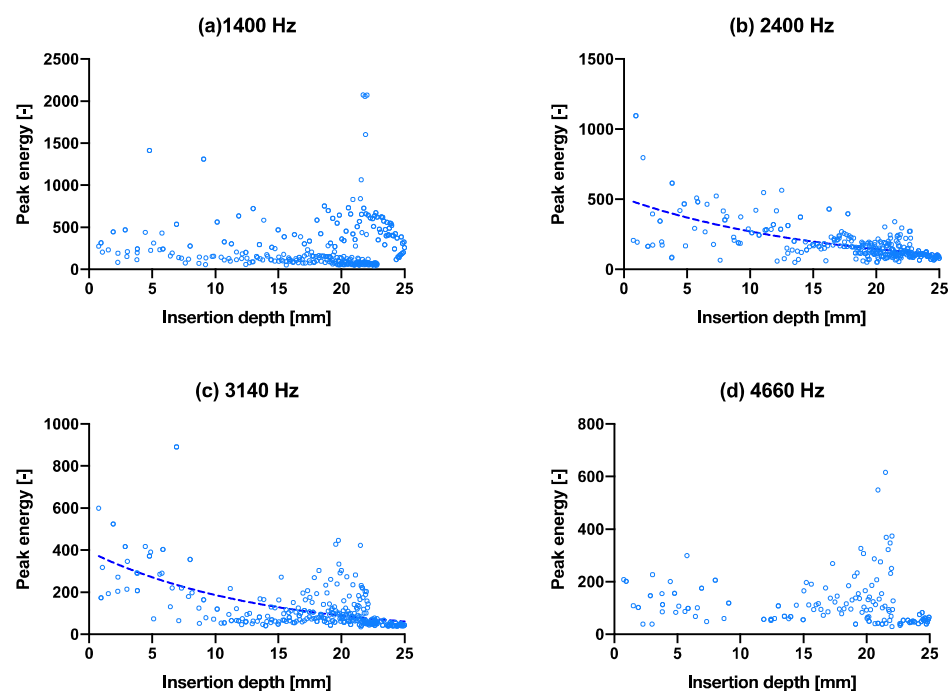 (a)1400 Hz
Peak energy [-]
2500
2000
1500
1000
500
0
0 5 10 15 20 25
Insertion depth [mm]
(b) 2400 Hz
Peak energy [-]
1500
1000
500
0
0 5 10 15 20 25
Insertion depth [mm]
(c) 3140 Hz
Peak energy [-]
1000
800
600
400
200
0
0 5 10 15 20 25
Insertion depth [mm]
(d) 4660 Hz
Peak energy [-]
800
600
400
200
0
0 5 10 15 20 25
Insertion depth [mm]